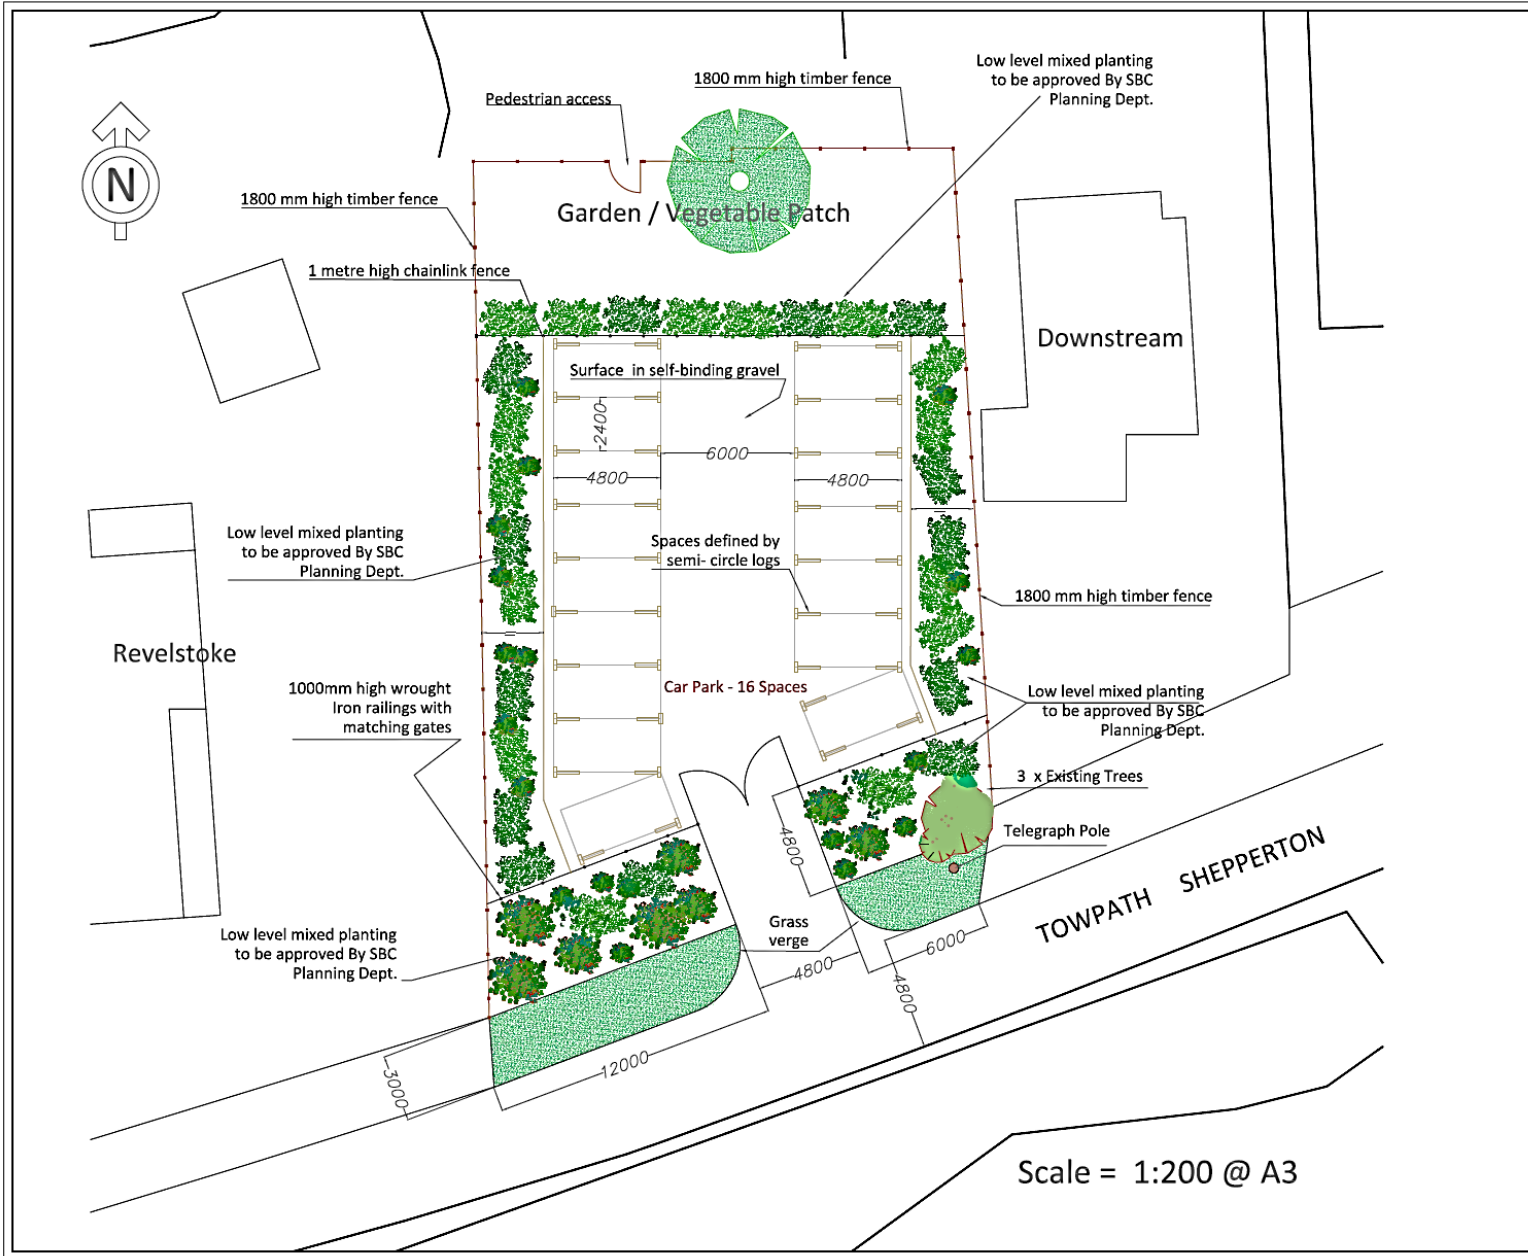 Low level mixed planting
to be approved By SBC
Planning Dept.
1800 mm high timber fence
Pedestrian access
N
1800 mm high timber fence
Garden / Vegetable Patch
1 metre high chainlink fence
Downstream
Surface in self-binding gravel
2400
6000
4800
4800
Low level mixed planting
to be approved By SBC
Planning Dept.
Spaces defined by
semi- circle logs
1800 mm high timber fence
Revelstoke
Car Park - 16 Spaces
1000mm high wrought
Iron railings with
matching gates
Low level mixed planting
to be approved By SBC
Planning Dept.
3 x Existing Trees
Telegraph Pole
4800
TOWPATH SHEPPERTON
Grass
verge
Low level mixed planting
to be approved By SBC
Planning Dept.
6000
4800
4800
12000
3000
Scale = 1:200 @ A3